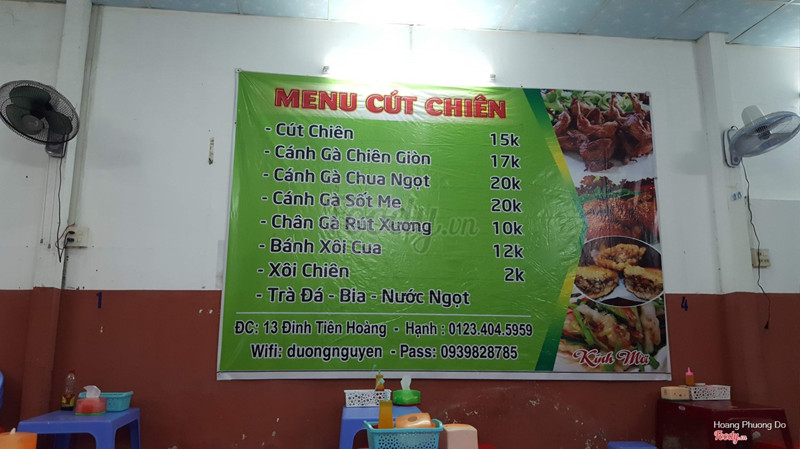 MENU CÚT CHIÊN
- Cút Chiên 15k
- Cánh Gà Chiên Giòn 17k
- Cánh Gà Chua Ngọt 20k
- Cánh Gà Sốt Me 20k
- Chân Gà Rút Xương 10k
- Bánh Xôi Cua 12k
- Xôi Chiên 2k
- Trà Đá - Bia - Nước Ngọt
ĐC: 13 Đinh Tiên Hoàng - Hạnh : 0123.404.5959
Wifi: duongnguyen - Pass: 0939828785
Kính Mời
Foody.vn
1
4
Hoang Phuong Do
Foody.vn